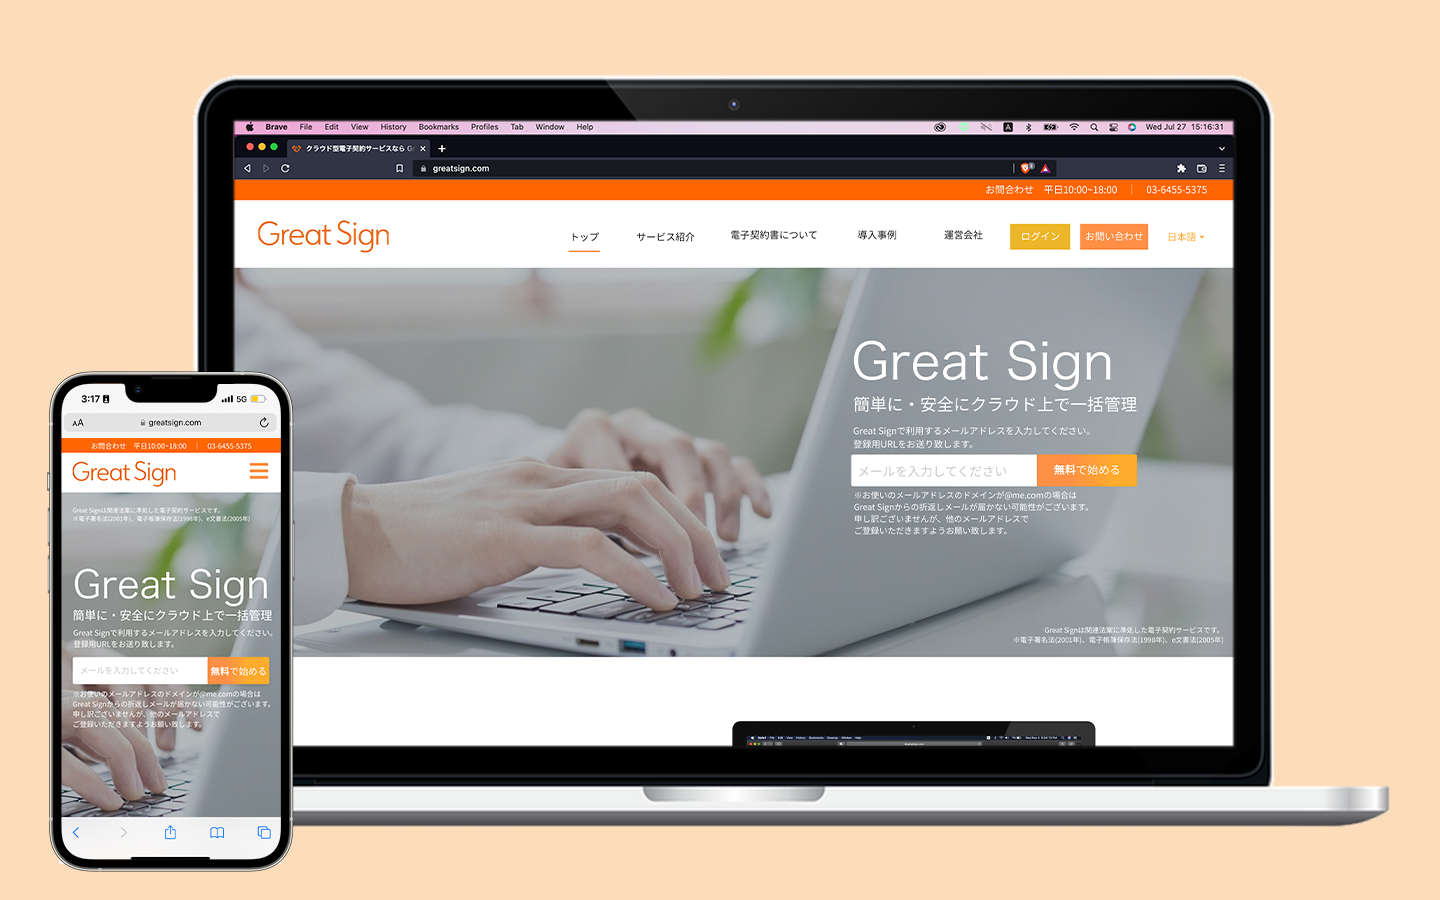 Brave File Edit View History Bookmarks Profiles Tab Window Help Wed Jul 27 15:16:31
クラウド型電子契約サービスなら G
greatsign.com
お問合わせ 平日10:00~18:00 | 03-6455-5375
Great Sign
トップ サービス紹介 電子契約書について 導入事例 運営会社 ログイン お問い合わせ 日本語
Great Sign
簡単に・安全にクラウド上で一括管理
Great Signで利用するメールアドレスを入力してください。
登録用URLをお送り致します。
メールを入力してください 無料で始める
※お使いのメールアドレスのドメインが@me.comの場合は
Great Signからの折返しメールが届かない可能性がございます。
申し訳ございませんが、他のメールアドレスで
ご登録いただきますようお願い致します。
Great Signは関連法案に準処した電子契約サービスです。
※電子署名法(2001年)、電子帳簿保存法(1998年)、e文書法(2005年)
3:17 5G
AA greatsign.com
お問合わせ 平日10:00~18:00 | 03-6455-5375
Great Sign
Great Signは関連法案に準処した電子契約サービスです。
※電子署名法(2001年)、電子帳簿保存法(1998年)、e文書法(2005年)
Great Sign
簡単に・安全にクラウド上で一括管理
Great Signで利用するメールアドレスを入力してください。
登録用URLをお送り致します。
メールを入力してください 無料で始める
※お使いのメールアドレスのドメインが@me.comの場合は
Great Signからの折返しメールが届かない可能性がございます。
申し訳ございませんが、他のメールアドレスで
ご登録いただきますようお願い致します。